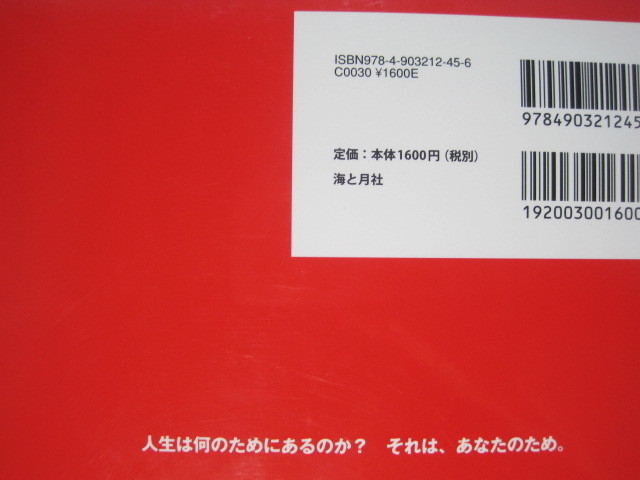 ISBN978-4-903212-45-6
C0030 ¥1600E
978490321245
定価：本体1600円（税別）
海と月社
192003001600
人生は何のためにあるのか？　それは、あなたのため。